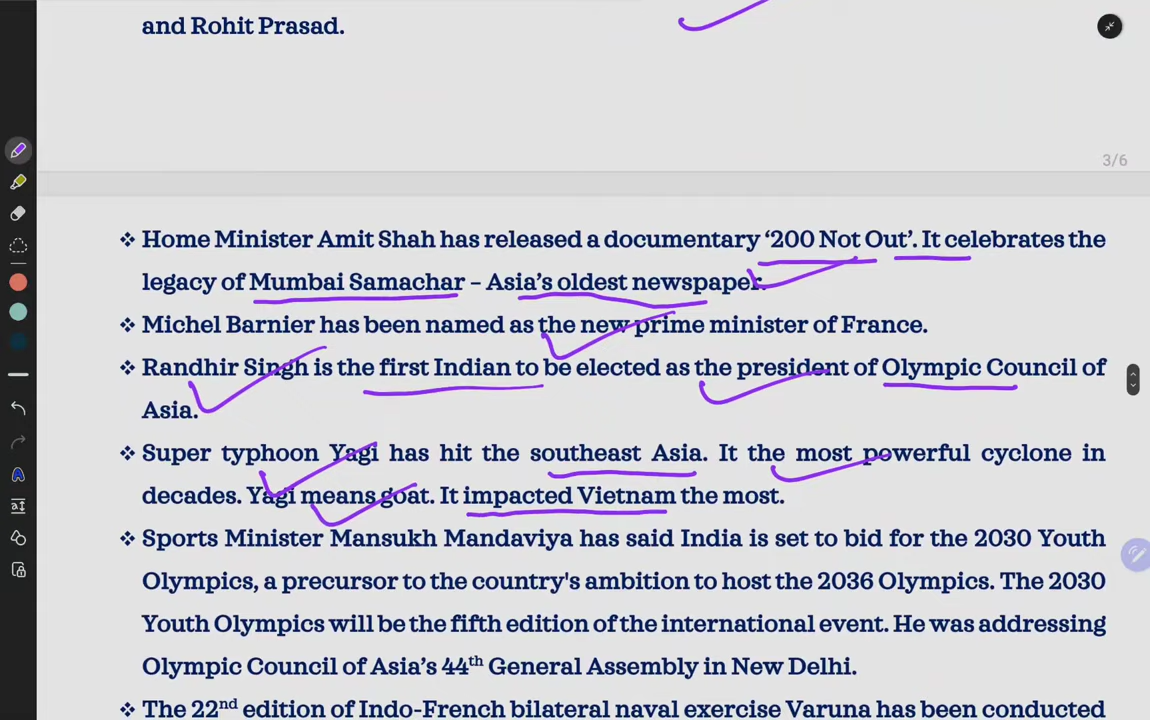 and Rohit Prasad.
3/6
❖ Home Minister Amit Shah has released a documentary ‘200 Not Out’. It celebrates the
legacy of Mumbai Samachar – Asia’s oldest newspaper.
❖ Michel Barnier has been named as the new prime minister of France.
❖ Randhir Singh is the first Indian to be elected as the president of Olympic Council of
Asia.
❖ Super typhoon Yagi has hit the southeast Asia. It the most powerful cyclone in
decades. Yagi means goat. It impacted Vietnam the most.
❖ Sports Minister Mansukh Mandaviya has said India is set to bid for the 2030 Youth
Olympics, a precursor to the country's ambition to host the 2036 Olympics. The 2030
Youth Olympics will be the fifth edition of the international event. He was addressing
Olympic Council of Asia’s 44th General Assembly in New Delhi.
❖ The 22nd edition of Indo-French bilateral naval exercise Varuna has been conducted